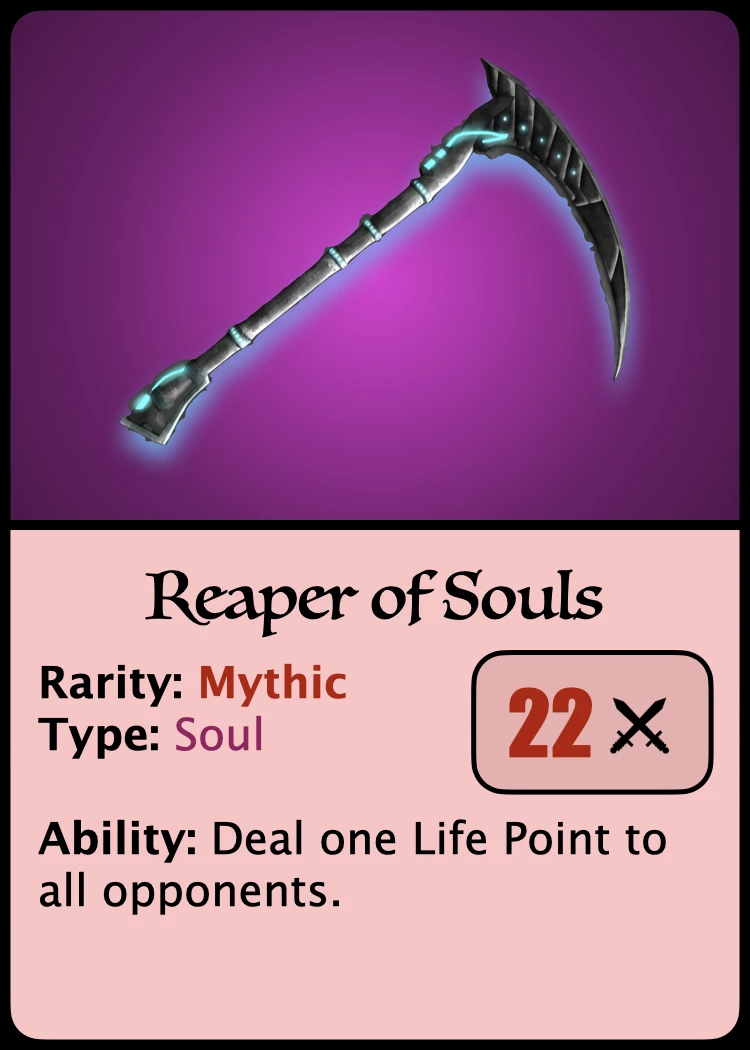 Reaper of Souls
Rarity: Mythic
Type: Soul
22
Ability: Deal one Life Point to
all opponents.